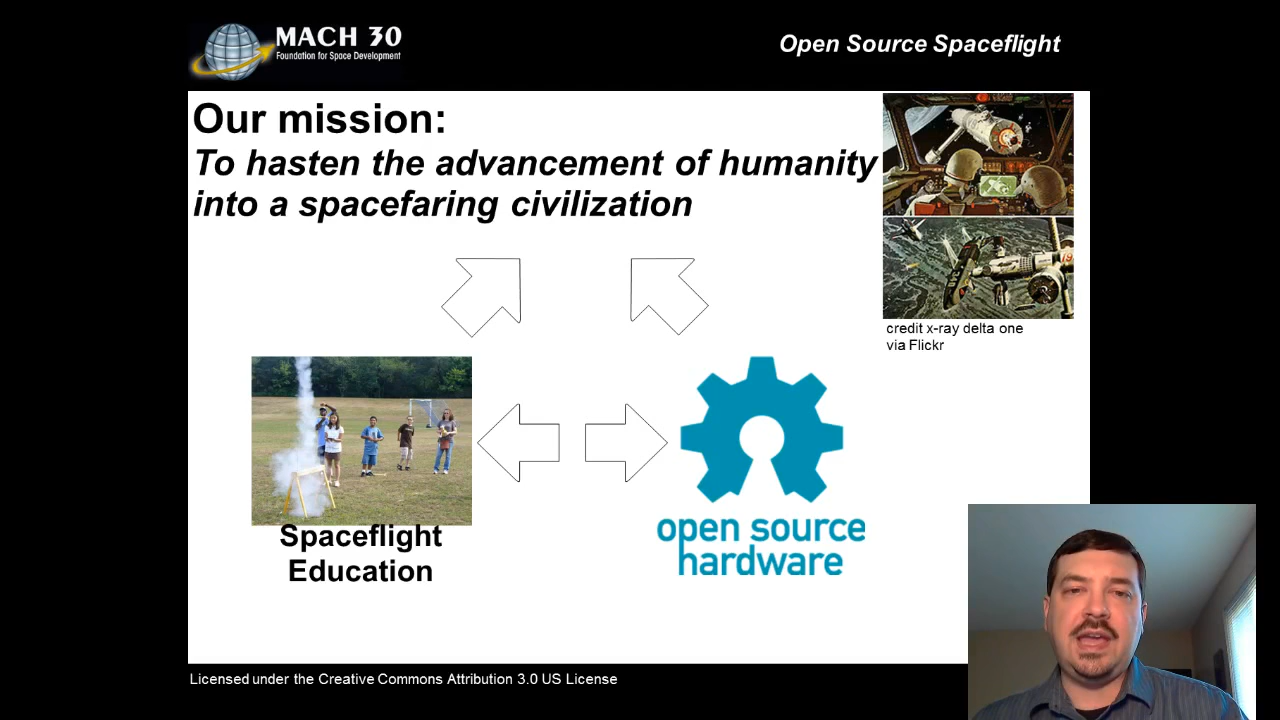 MACH 30
Foundation for Space Development
Open Source Spaceflight
Our mission:
To hasten the advancement of humanity
into a spacefaring civilization
credit x-ray delta one
via Flickr
Spaceflight
Education
open source
hardware
Licensed under the Creative Commons Attribution 3.0 US License